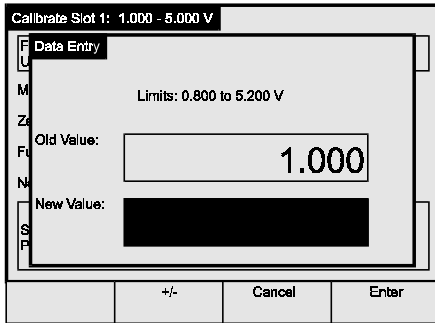 Calibrate Slot 1: 1.000 - 5.000 V
Data Entry
Limits: 0.800 to 5.200 V
Old Value:
1.000
New Value:
+/-
Cancel
Enter